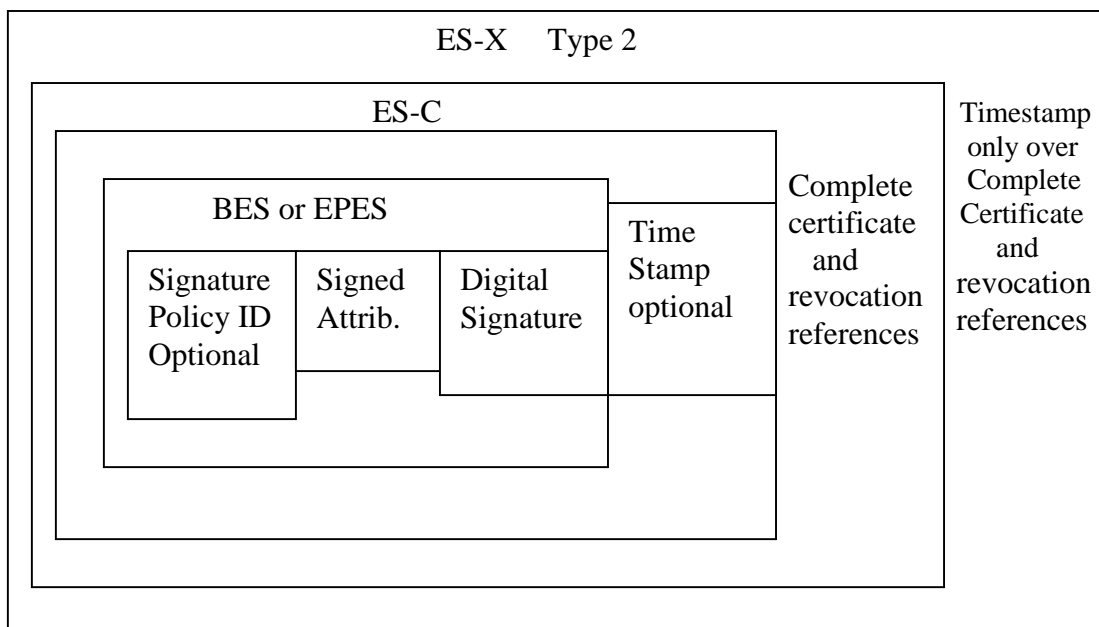 ES-X Type 2
ES-C
BES or EPES
Signature
Policy ID
Optional
Signed
Attrib.
Digital
Signature
Time
Stamp
optional
Complete
certificate
and
revocation
references
Timestamp
only over
Complete
Certificate
and
revocation
references